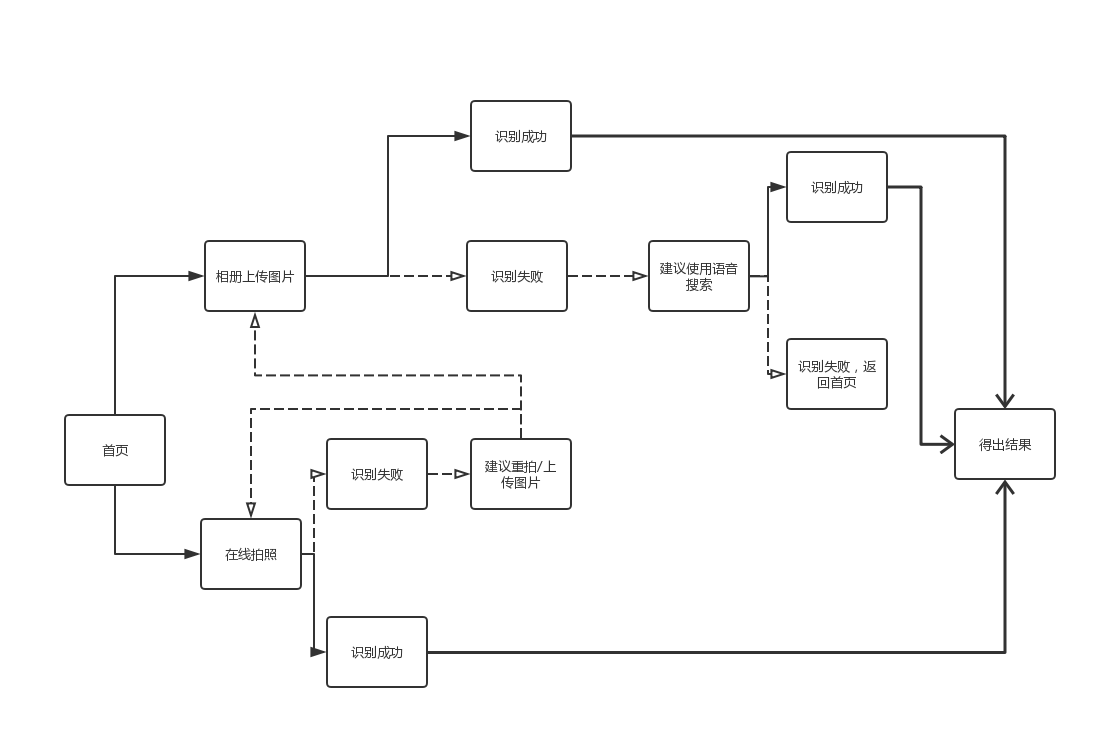 识别成功
识别成功
相册上传图片
识别失败
建议使用语音
搜索
识别失败，返
回首页
首页
得出结果
识别失败
建议重拍/上
传图片
在线拍照
识别成功